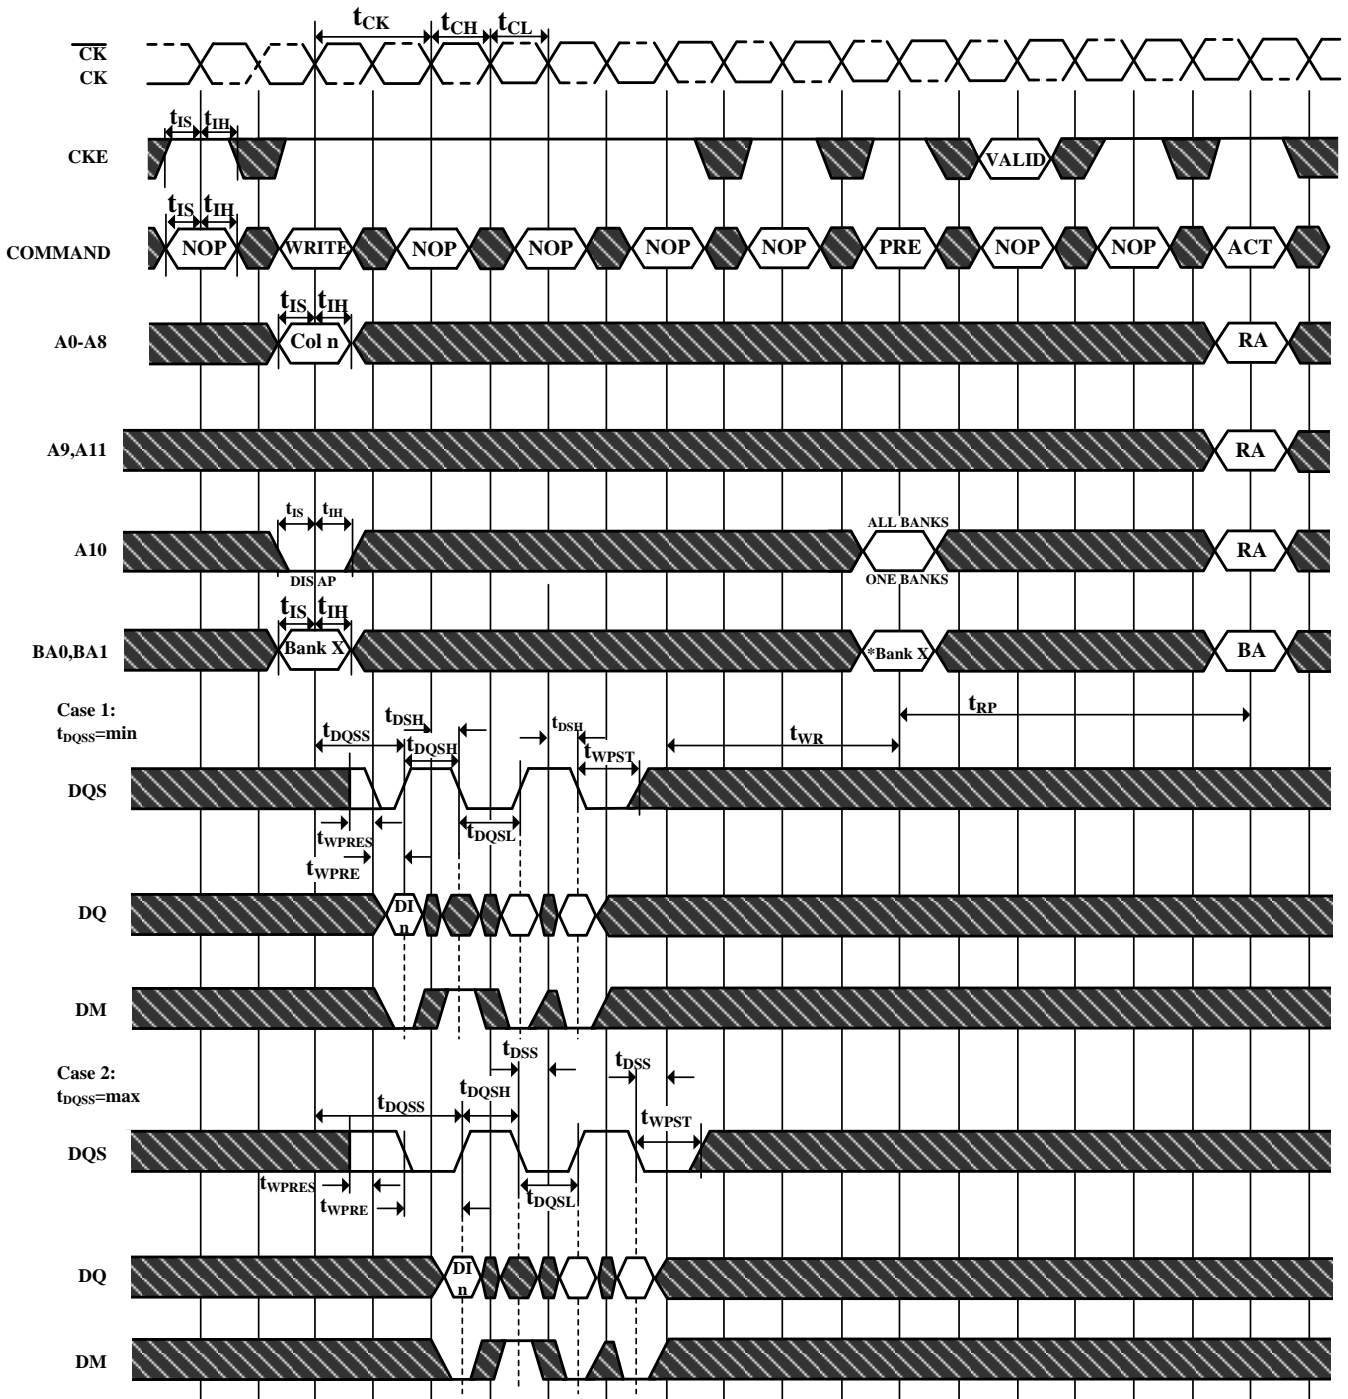 tCK tCH tCL
CK
CK
tIS tIH
CKE VALID
tIS tIH
COMMAND NOP WRITE NOP NOP NOP NOP PRE NOP NOP ACT
tIS tIH
A0-A8 Col n RA
A9,A11 RA
tIS tIH
ALL BANKS
A10 RA
DIS AP ONE BANKS
tIS tIH
BA0,BA1 Bank X *Bank X BA
Case 1:
tDQSS=min
tDQSS tDSH tDQSH tDSH tWPST tWR tRP
DQS
tWPRES tDQSL
tWPRE
DQ DI
n
DM
Case 2:
tDQSS=max
tDQSS tDQSH tDSS tDSS tWPST
DQS
tWPRES tDQSL
tWPRE
DQ DI
n
DM